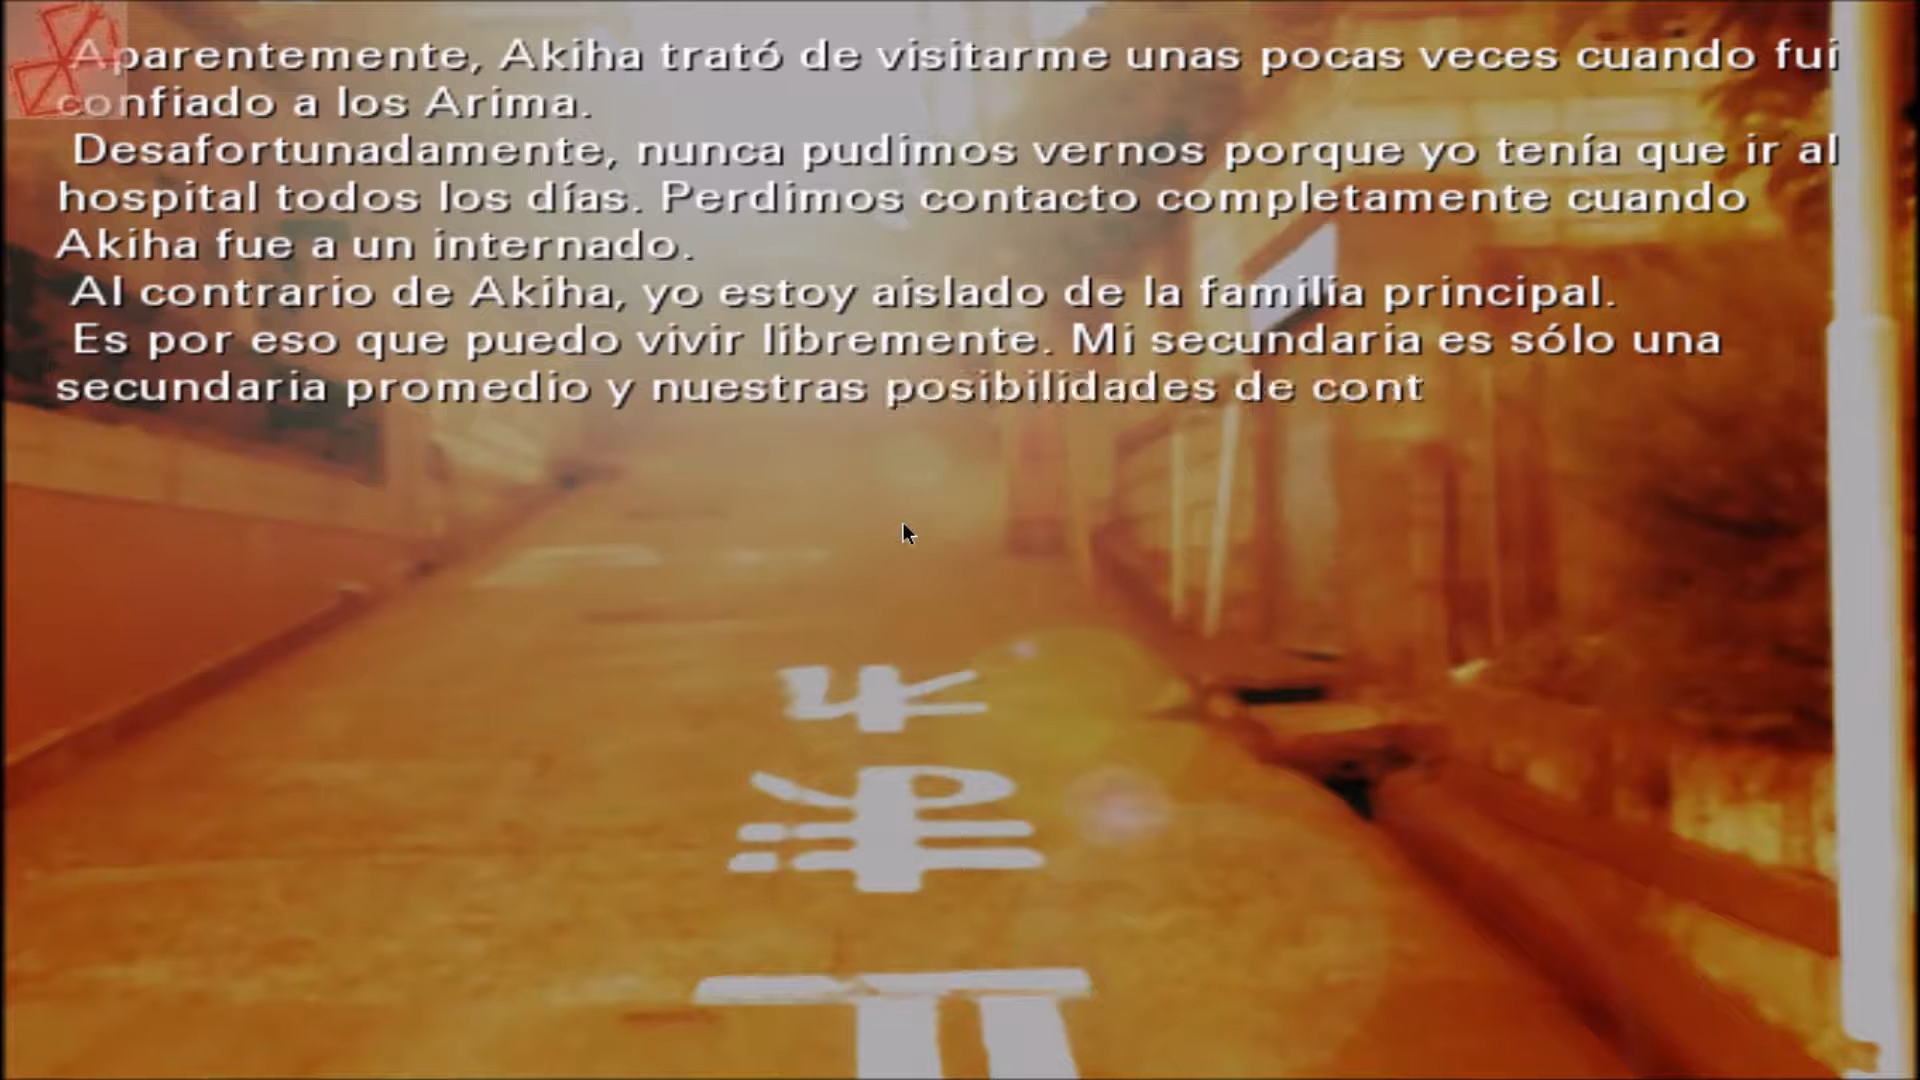 Aparentemente, Akiha trató de visitarme unas pocas veces cuando fui
confiado a los Arima.
Desafortunadamente, nunca pudimos vernos porque yo tenía que ir al
hospital todos los días. Perdimos contacto completamente cuando
Akiha fue a un internado.
Al contrario de Akiha, yo estoy aislado de la familia principal.
Es por eso que puedo vivir libremente. Mi secundaria es sólo una
secundaria promedio y nuestras posibilidades de cont